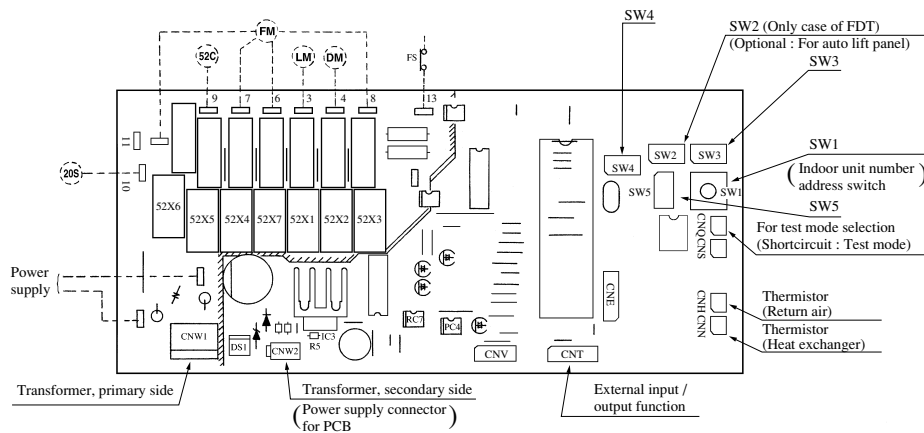 SW4
SW2 (Only case of FDT)
(Optional : For auto lift panel)
SW3
SW1
(Indoor unit number
address switch)
SW5
For test mode selection
(Shortcircuit : Test mode)
Thermistor
(Return air)
Thermistor
(Heat exchanger)
FM
52C
LM
DM
FS
9
7
6
3
4
8
13
11
10
20S
52X6
52X5
52X4
52X7
52X1
52X2
52X3
SW4
SW2
SW3
SW5
SW1
CNQ
CNS
CNH
CNN
CNE
Power
supply
CNW1
DS1
CNW2
R5
IC3
RC7
PC4
CNV
CNT
Transformer, primary side
Transformer, secondary side
(Power supply connector
for PCB)
External input /
output function